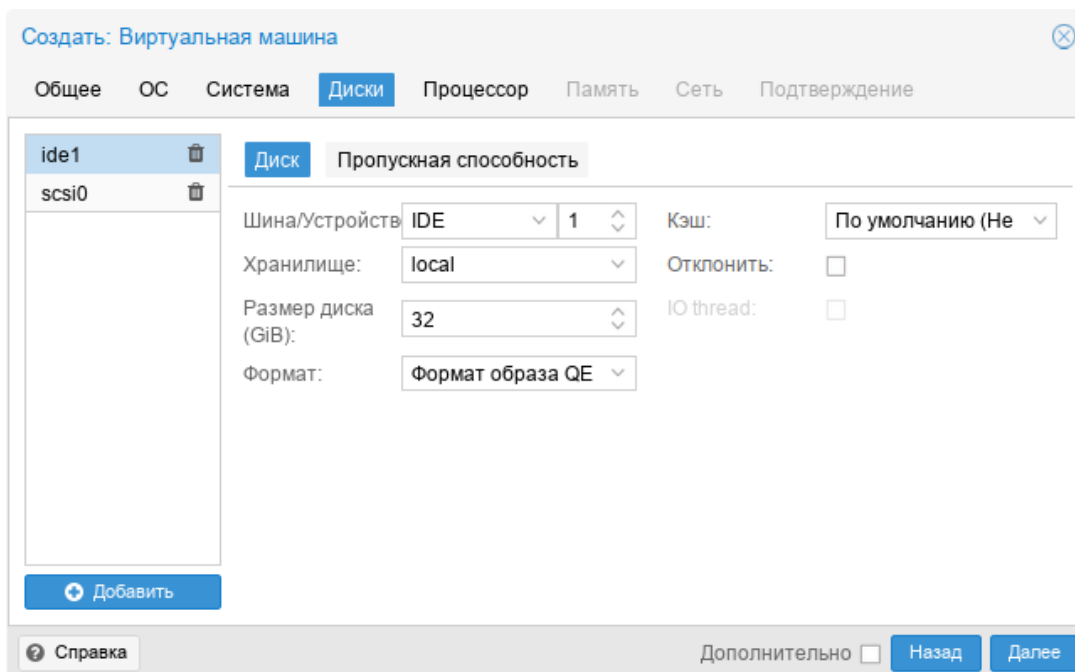 Создать: Виртуальная машина
Общее ОС Система Диски Процессор Память Сеть Подтверждение
ide1
scsi0
Добавить
Диск Пропускная способность
Шина/Устройств IDE 1
Хранилище: local
Размер диска
(GiB): 32
Формат: Формат образа QE
Кэш: По умолчанию (Не
Отклонить:
IO thread:
Справка Дополнительно Назад Далее